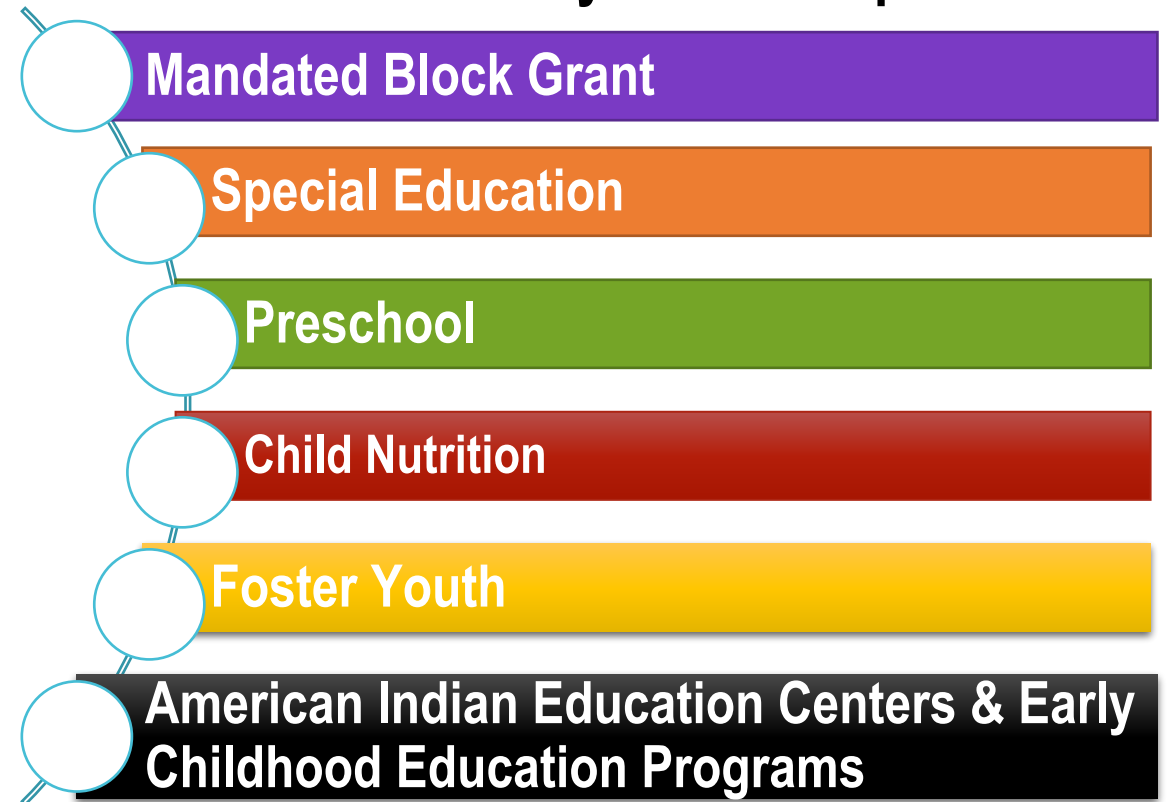 Mandated Block Grant
Special Education
Preschool
Child Nutrition
Foster Youth
American Indian Education Centers & Early
Childhood Education Programs